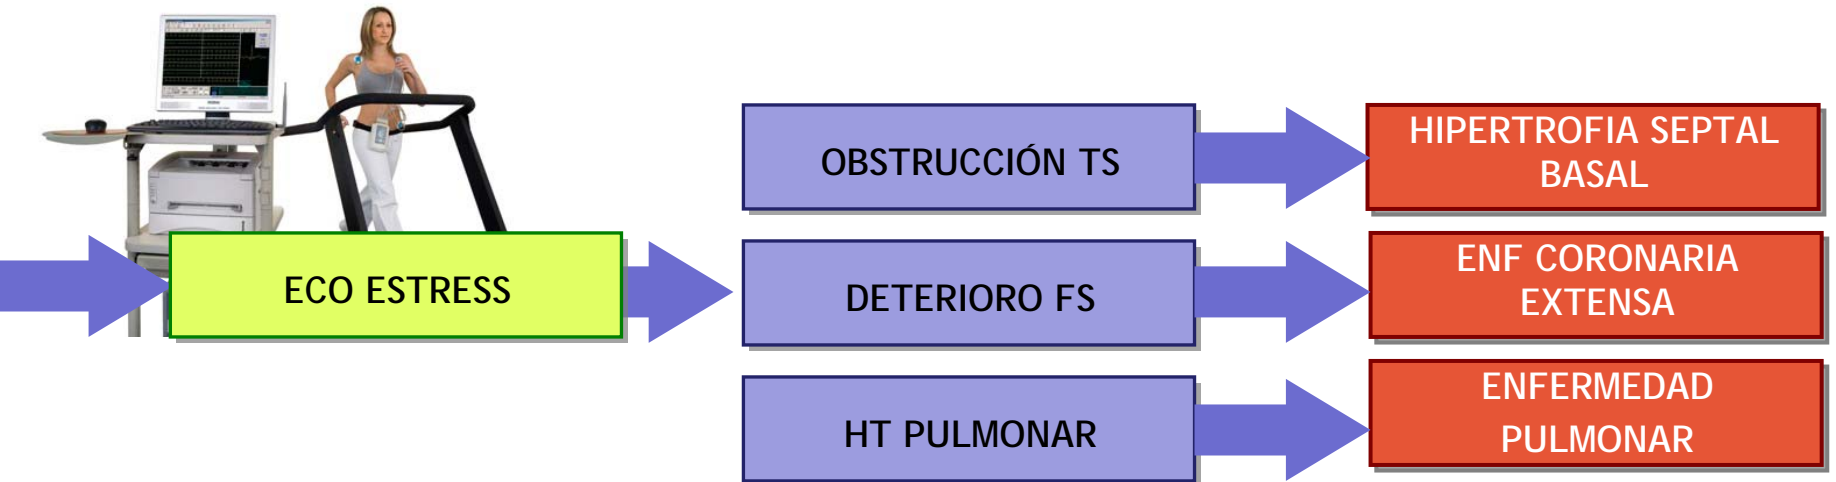 ECO ESTRESS
OBSTRUCCIÓN TS
HIPERTROFIA SEPTAL
BASAL
DETERIORO FS
ENF CORONARIA
EXTENSA
HT PULMONAR
ENFERMEDAD
PULMONAR